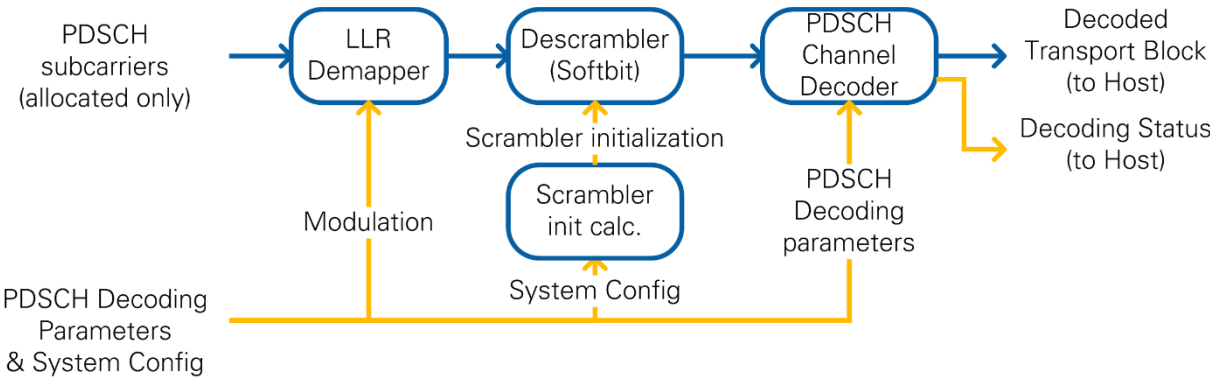 PDSCH
subcarriers
(allocated only)
LLR
Demapper
Descrambler
(Softbit)
PDSCH
Channel
Decoder
Decoded
Transport Block
(to Host)
Decoding Status
(to Host)
Scrambler initialization
Scrambler
init calc.
Modulation
PDSCH
Decoding
parameters
System Config
PDSCH Decoding
Parameters
& System Config